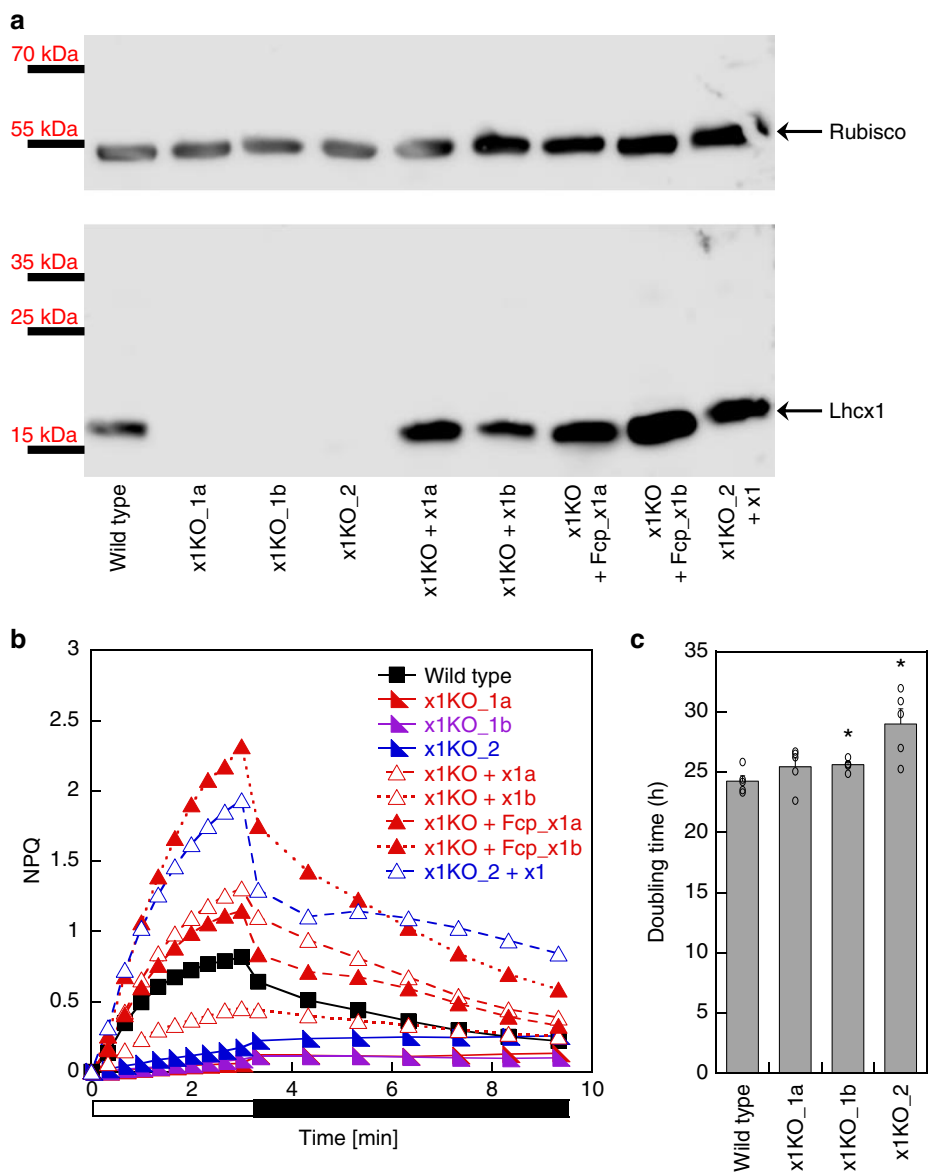 a
70 kDa
55 kDa
Rubisco
35 kDa
25 kDa
15 kDa
Lhcx1
Wild type
x1KO_1a
x1KO_1b
x1KO_2
x1KO + x1a
x1KO + x1b
x1KO
+ Fcp_x1a
x1KO
+ Fcp_x1b
x1KO_2
+ x1
b
3
2.5
2
1.5
1
0.5
0
NPQ
Wild type
x1KO_1a
x1KO_1b
x1KO_2
x1KO + x1a
x1KO + x1b
x1KO + Fcp_x1a
x1KO + Fcp_x1b
x1KO_2 + x1
0 2 4 6 8 10
Time [min]
c
35
30
25
20
15
10
5
0
Doubling time (h)
*
*
Wild type
x1KO_1a
x1KO_1b
x1KO_2